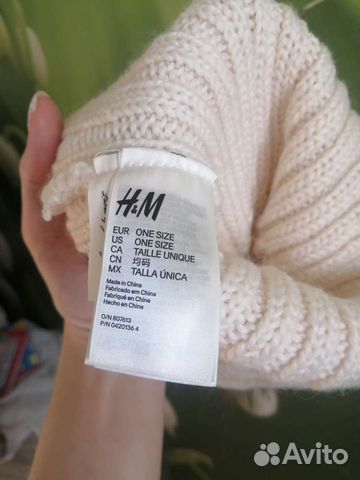 H&M
EUR ONE SIZE
US ONE SIZE
CA TAILLE UNIQUE
CN 均码
MX TALLA ÚNICA
Made in China
Fabricado em China
Fabriqué en China
Hecho en China
O/N 807613
P/N 0420136 4
Avito